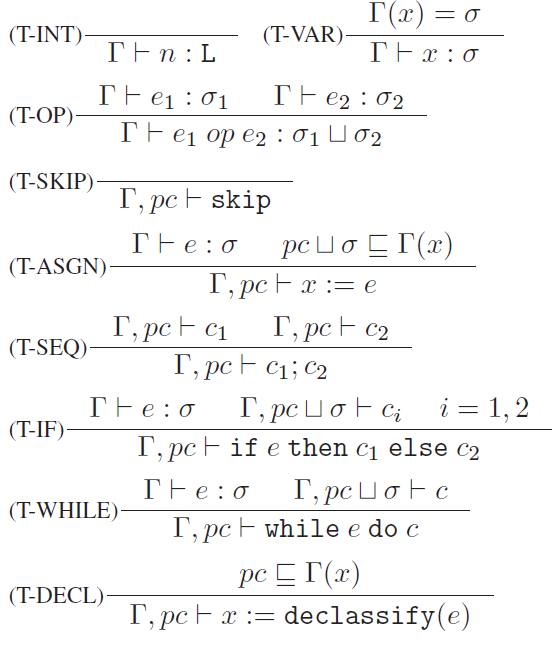 (T-INT) Γ ⊢ n : L (T-VAR) Γ(x) = σ
Γ ⊢ x : σ
Γ ⊢ e₁ : σ₁ Γ ⊢ e₂ : σ₂
(T-OP)
Γ ⊢ e₁ op e₂ : σ₁ ⊔ σ₂
(T-SKIP)
Γ, pc ⊢ skip
Γ ⊢ e : σ pc ⊔ σ ⊑ Γ(x)
(T-ASGN)
Γ, pc ⊢ x := e
Γ, pc ⊢ c₁ Γ, pc ⊢ c₂
(T-SEQ)
Γ, pc ⊢ c₁; c₂
Γ ⊢ e : σ Γ, pc ⊔ σ ⊢ cᵢ i = 1, 2
(T-IF)
Γ, pc ⊢ if e then c₁ else c₂
Γ ⊢ e : σ Γ, pc ⊔ σ ⊢ c
(T-WHILE)
Γ, pc ⊢ while e do c
pc ⊑ Γ(x)
(T-DECL)
Γ, pc ⊢ x := declassify(e)